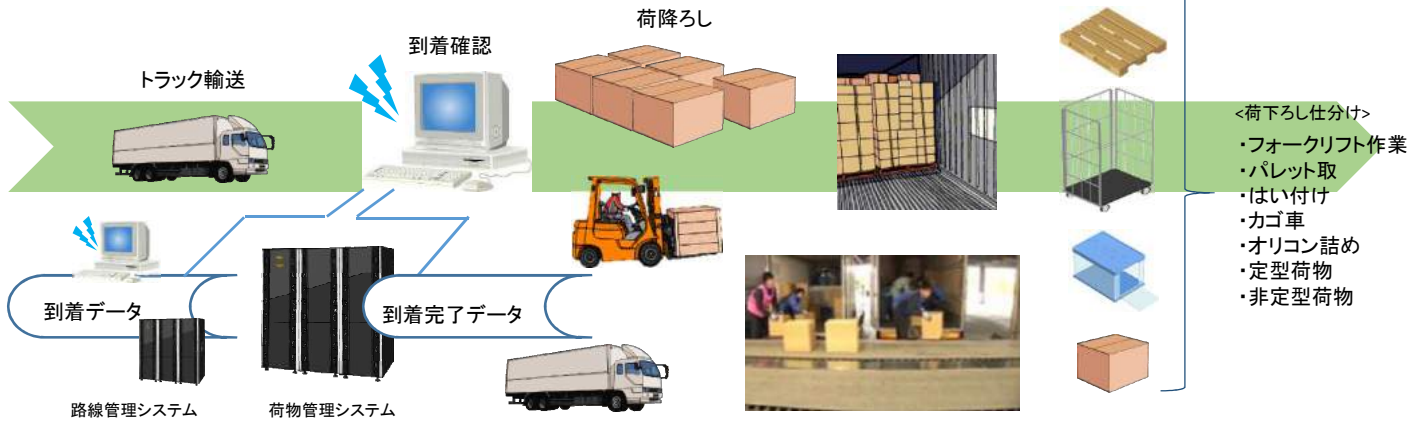 荷降ろし
到着確認
トラック輸送
<荷下ろし仕分け>
・フォークリフト作業
・パレット取
・はい付け
・カゴ車
・オリコン詰め
・定型荷物
・非定型荷物
到着データ
到着完了データ
路線管理システム
荷物管理システム